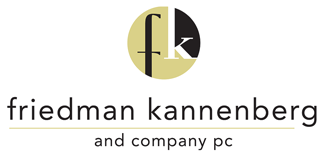 fk
friedman kannenberg
and company pc